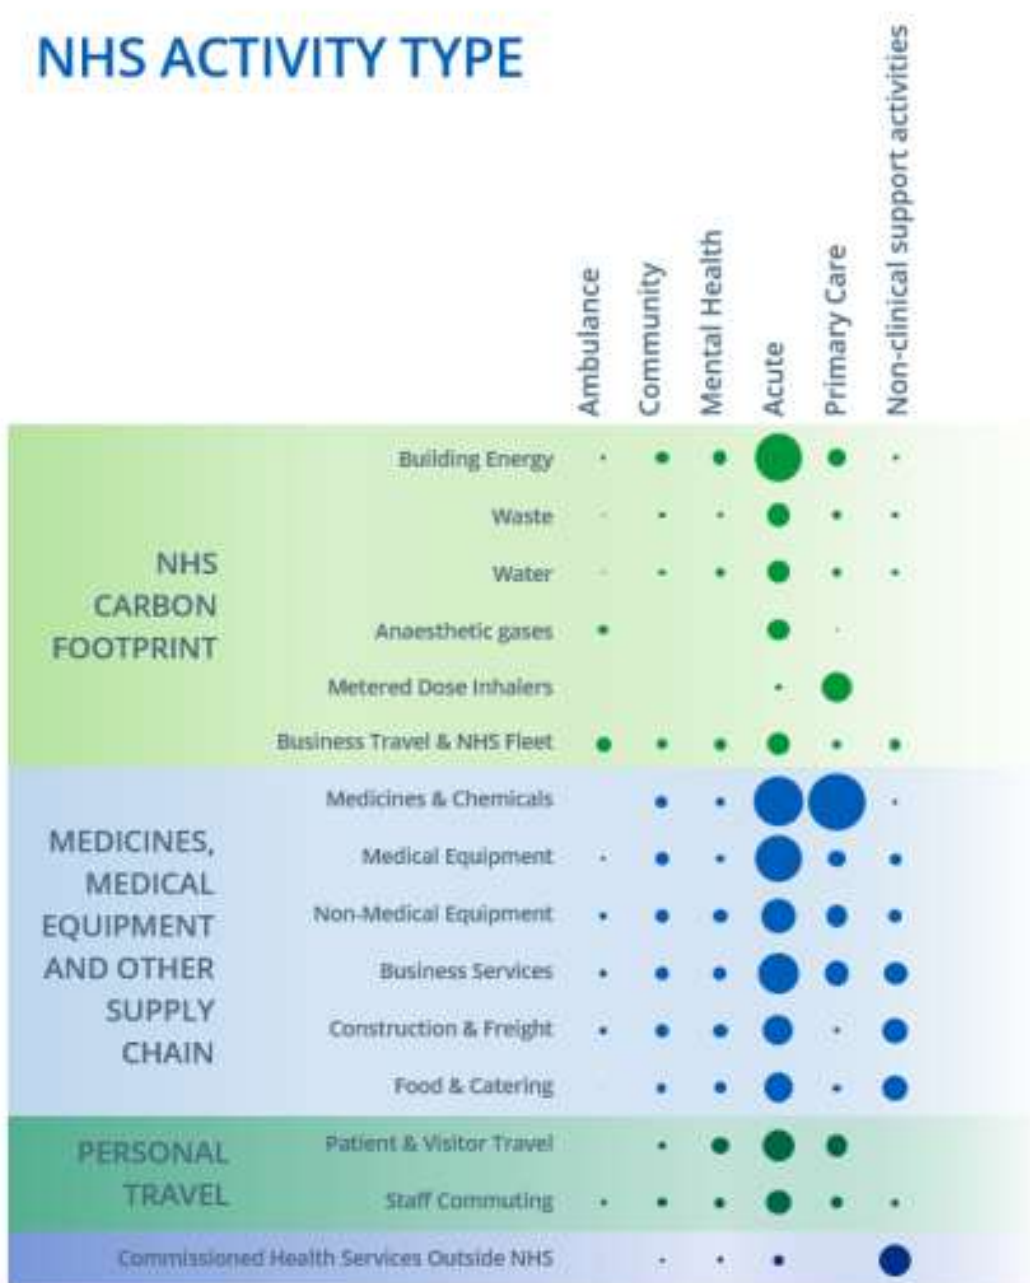 NHS ACTIVITY TYPE
Ambulance
Community
Mental Health
Acute
Primary Care
Non-clinical support activities
NHS
CARBON
FOOTPRINT
Building Energy
Waste
Water
Anaesthetic gases
Metered Dose Inhalers
Business Travel & NHS Fleet
MEDICINES,
MEDICAL
EQUIPMENT
AND OTHER
SUPPLY
CHAIN
Medicines & Chemicals
Medical Equipment
Non-Medical Equipment
Business Services
Construction & Freight
Food & Catering
PERSONAL
TRAVEL
Patient & Visitor Travel
Staff Commuting
Commissioned Health Services Outside NHS